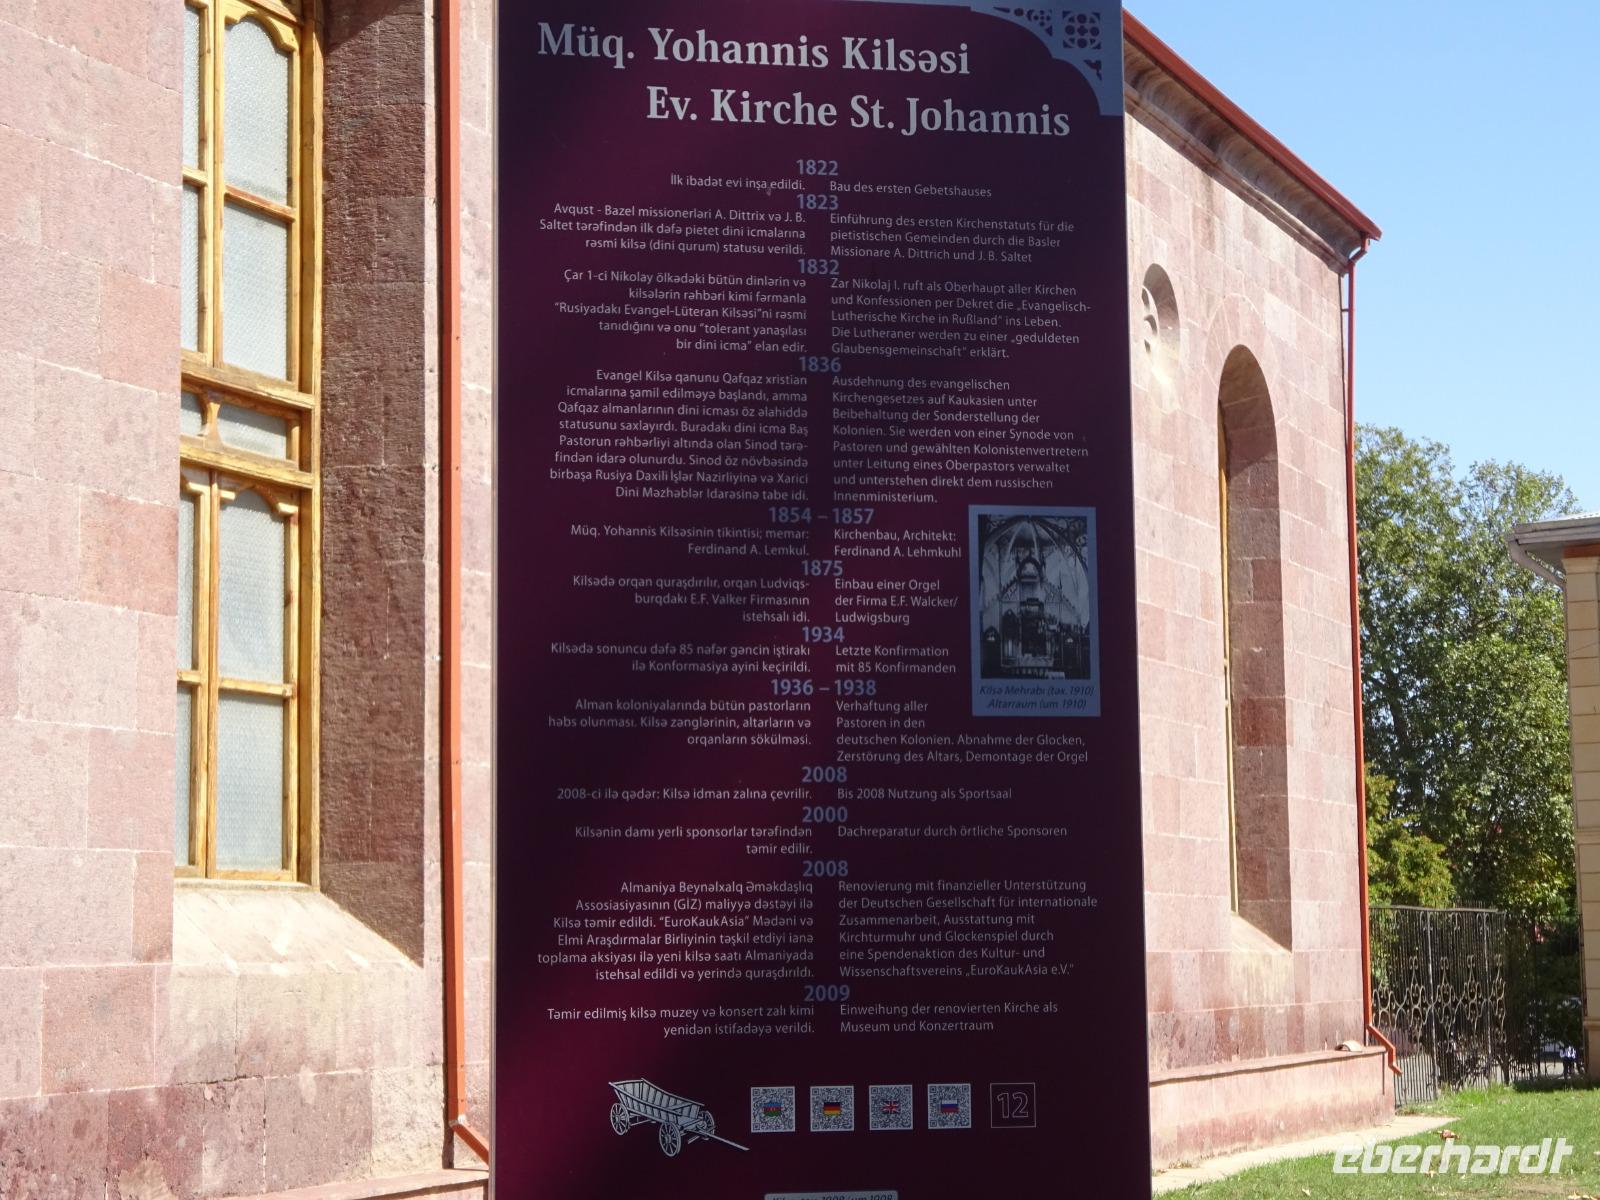 Müq. Yohannis Kilsəsi
Ev. Kirche St. Johannis
1822
İlk ibadət evi inşa edildi.
Bau des ersten Gebetshauses
1823
Avqust - Bazel missionerləri A. Dittrix və J. B.
Saltet tərəfindən ilk dəfə pietet dini icmalarına
rəsmi kilsə (dini qurum) statusu verildi.
Einführung des ersten Kirchenstatuts für die
pietistischen Gemeinden durch die Basler
Missionare A. Dittrich und J. B. Saltet
1832
Çar 1-ci Nikolay ölkədəki bütün dinlərin və
kilsələrin rəhbəri kimi fərmanla
"Rusiyadakı Evangel-Lüteran Kilsəsi"ni rəsmi
tanıdığını və onu "tolerant yanaşılası
bir dini icma" elan edir.
Zar Nikolaj I. ruft als Oberhaupt aller Kirchen
und Konfessionen per Dekret die „Evangelisch-
Lutherische Kirche in Rußland" ins Leben.
Die Lutheraner werden zu einer „geduldeten
Glaubensgemeinschaft" erklärt.
1836
Evangel Kilsə qanunu Qafqaz xristian
icmalarına şamil edilməyə başlandı, amma
Qafqaz almanlarının dini icması öz əlahiddə
statusunu saxlayırdı. Buradakı dini icma Baş
Pastorun rəhbərliyi altında olan Sinod tərə-
findən idarə olunurdu. Sinod öz növbəsində
birbaşa Rusiya Daxili İşlər Nazirliyinə və Xarici
Dini Məzhəblər Idarəsinə tabe idi.
Ausdehnung des evangelischen
Kirchengesetzes auf Kaukasien unter
Beibehaltung der Sonderstellung der
Kolonien. Sie werden von einer Synode von
Pastoren und gewählten Kolonistenvertretern
unter Leitung eines Oberpastors verwaltet
und unterstehen direkt dem russischen
Innenministerium.
1854 – 1857
Müq. Yohannis Kilsəsinin tikintisi; memar:
Ferdinand A. Lemkul.
Kirchenbau, Architekt:
Ferdinand A. Lehmkuhl
1875
Kilsədə orqan quraşdırılır, orqan Ludviqs-
burqdakı E.F. Valker Firmasının
istehsalı idi.
Einbau einer Orgel
der Firma E.F. Walcker/
Ludwigsburg
1934
Kilsədə sonuncu dəfə 85 nəfər gəncin iştirakı
ilə Konformasiya ayini keçirildi.
Letzte Konfirmation
mit 85 Konfirmanden
Kilsə Mehrabı (təx. 1910)
Altarraum (um 1910)
1936 – 1938
Alman koloniyalarında bütün pastorların
həbs olunması. Kilsə zənglərinin, altarların və
orqanların sökülməsi.
Verhaftung aller
Pastoren in den
deutschen Kolonien. Abnahme der Glocken,
Zerstörung des Altars, Demontage der Orgel
2008
2008-ci ilə qədər: Kilsə idman zalına çevrilir.
Bis 2008 Nutzung als Sportsaal
2000
Kilsənin damı yerli sponsorlar tərəfindən
təmir edilir.
Dachreparatur durch örtliche Sponsoren
2008
Almaniya Beynəlxalq Əməkdaşlıq
Assosiasiyasının (GİZ) maliyyə dəstəyi ilə
Kilsə təmir edildi. "EuroKaukAsia" Mədəni və
Elmi Araşdırmalar Birliyinin təşkil etdiyi ianə
toplama aksiyası ilə yeni kilsə saatı Almaniyada
istehsal edildi və yerində quraşdırıldı.
Renovierung mit finanzieller Unterstützung
der Deutschen Gesellschaft für internationale
Zusammenarbeit, Ausstattung mit
Kirchturmuhr und Glockenspiel durch
eine Spendenaktion des Kultur- und
Wissenschaftsvereins „EuroKaukAsia e.V."
2009
Təmir edilmiş kilsə muzey və konsert zalı kimi
yenidən istifadəyə verildi.
Einweihung der renovierten Kirche als
Museum und Konzertraum
12
eberhardt